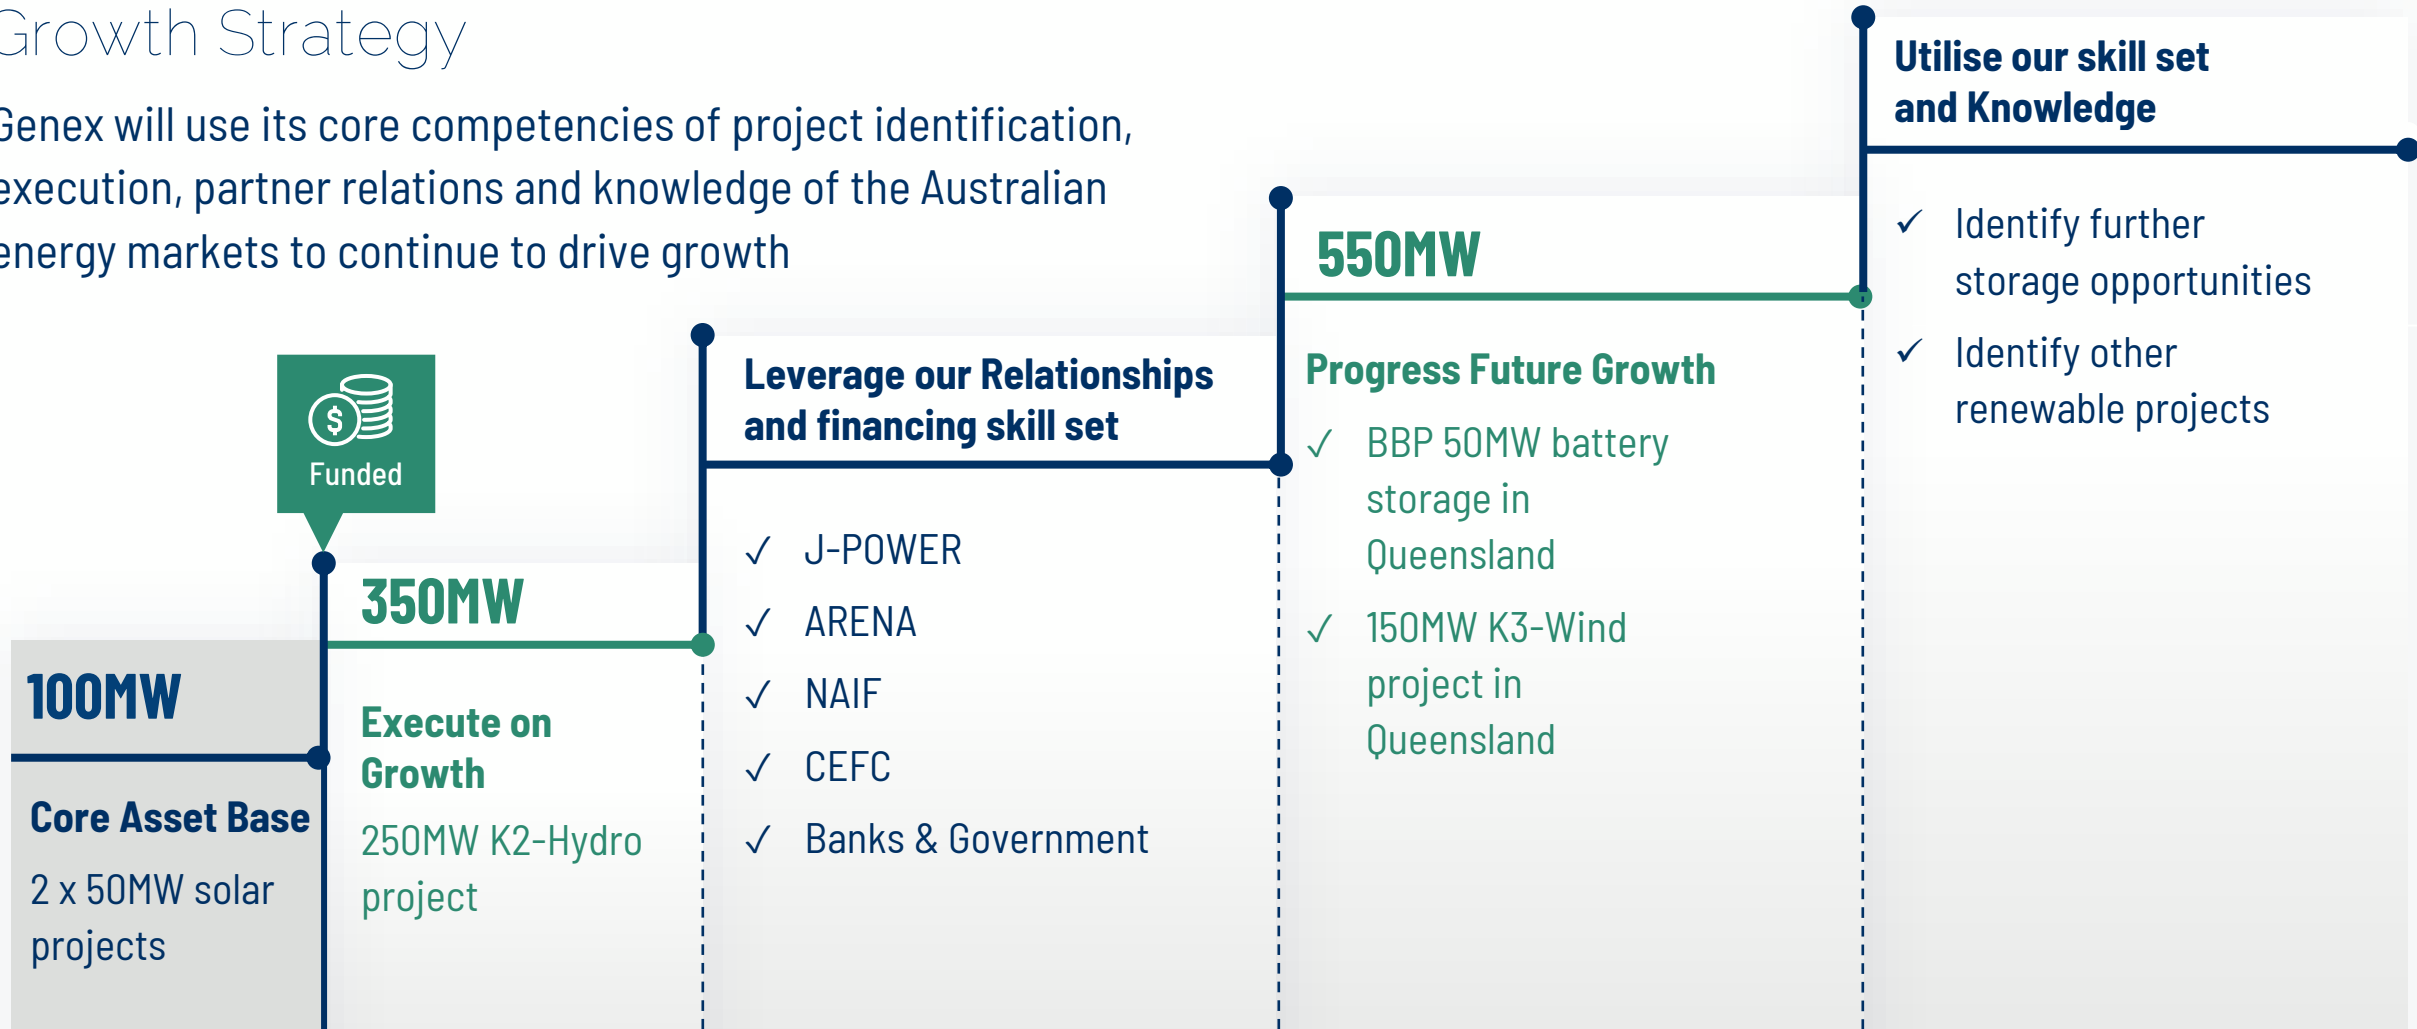 Growth Strategy
Genex will use its core competencies of project identification,
execution, partner relations and knowledge of the Australian
energy markets to continue to drive growth
$
Funded
100MW
Core Asset Base
2 x 50MW solar
projects
350MW
Execute on
Growth
250MW K2-Hydro
project
Leverage our Relationships
and financing skill set
✓ J-POWER
✓ ARENA
✓ NAIF
✓ CEFC
✓ Banks & Government
550MW
Progress Future Growth
✓ BBP 50MW battery
storage in
Queensland
✓ 150MW K3-Wind
project in
Queensland
Utilise our skill set
and Knowledge
✓ Identify further
storage opportunities
✓ Identify other
renewable projects